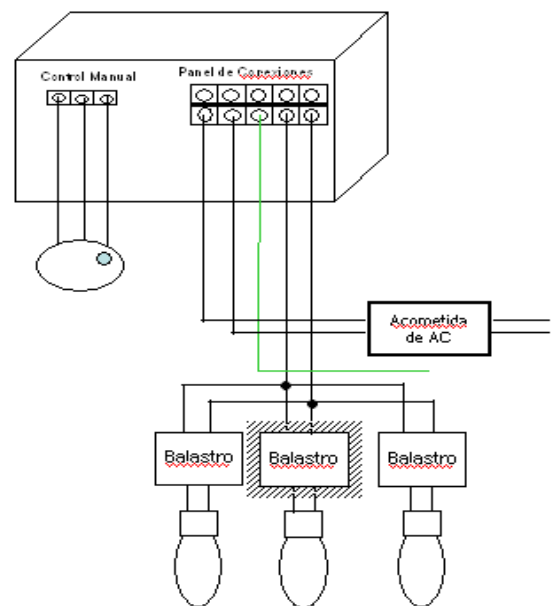 Control Manual
Panel de Conexiones
Acometida
de AC
Balastro
Balastro
Balastro